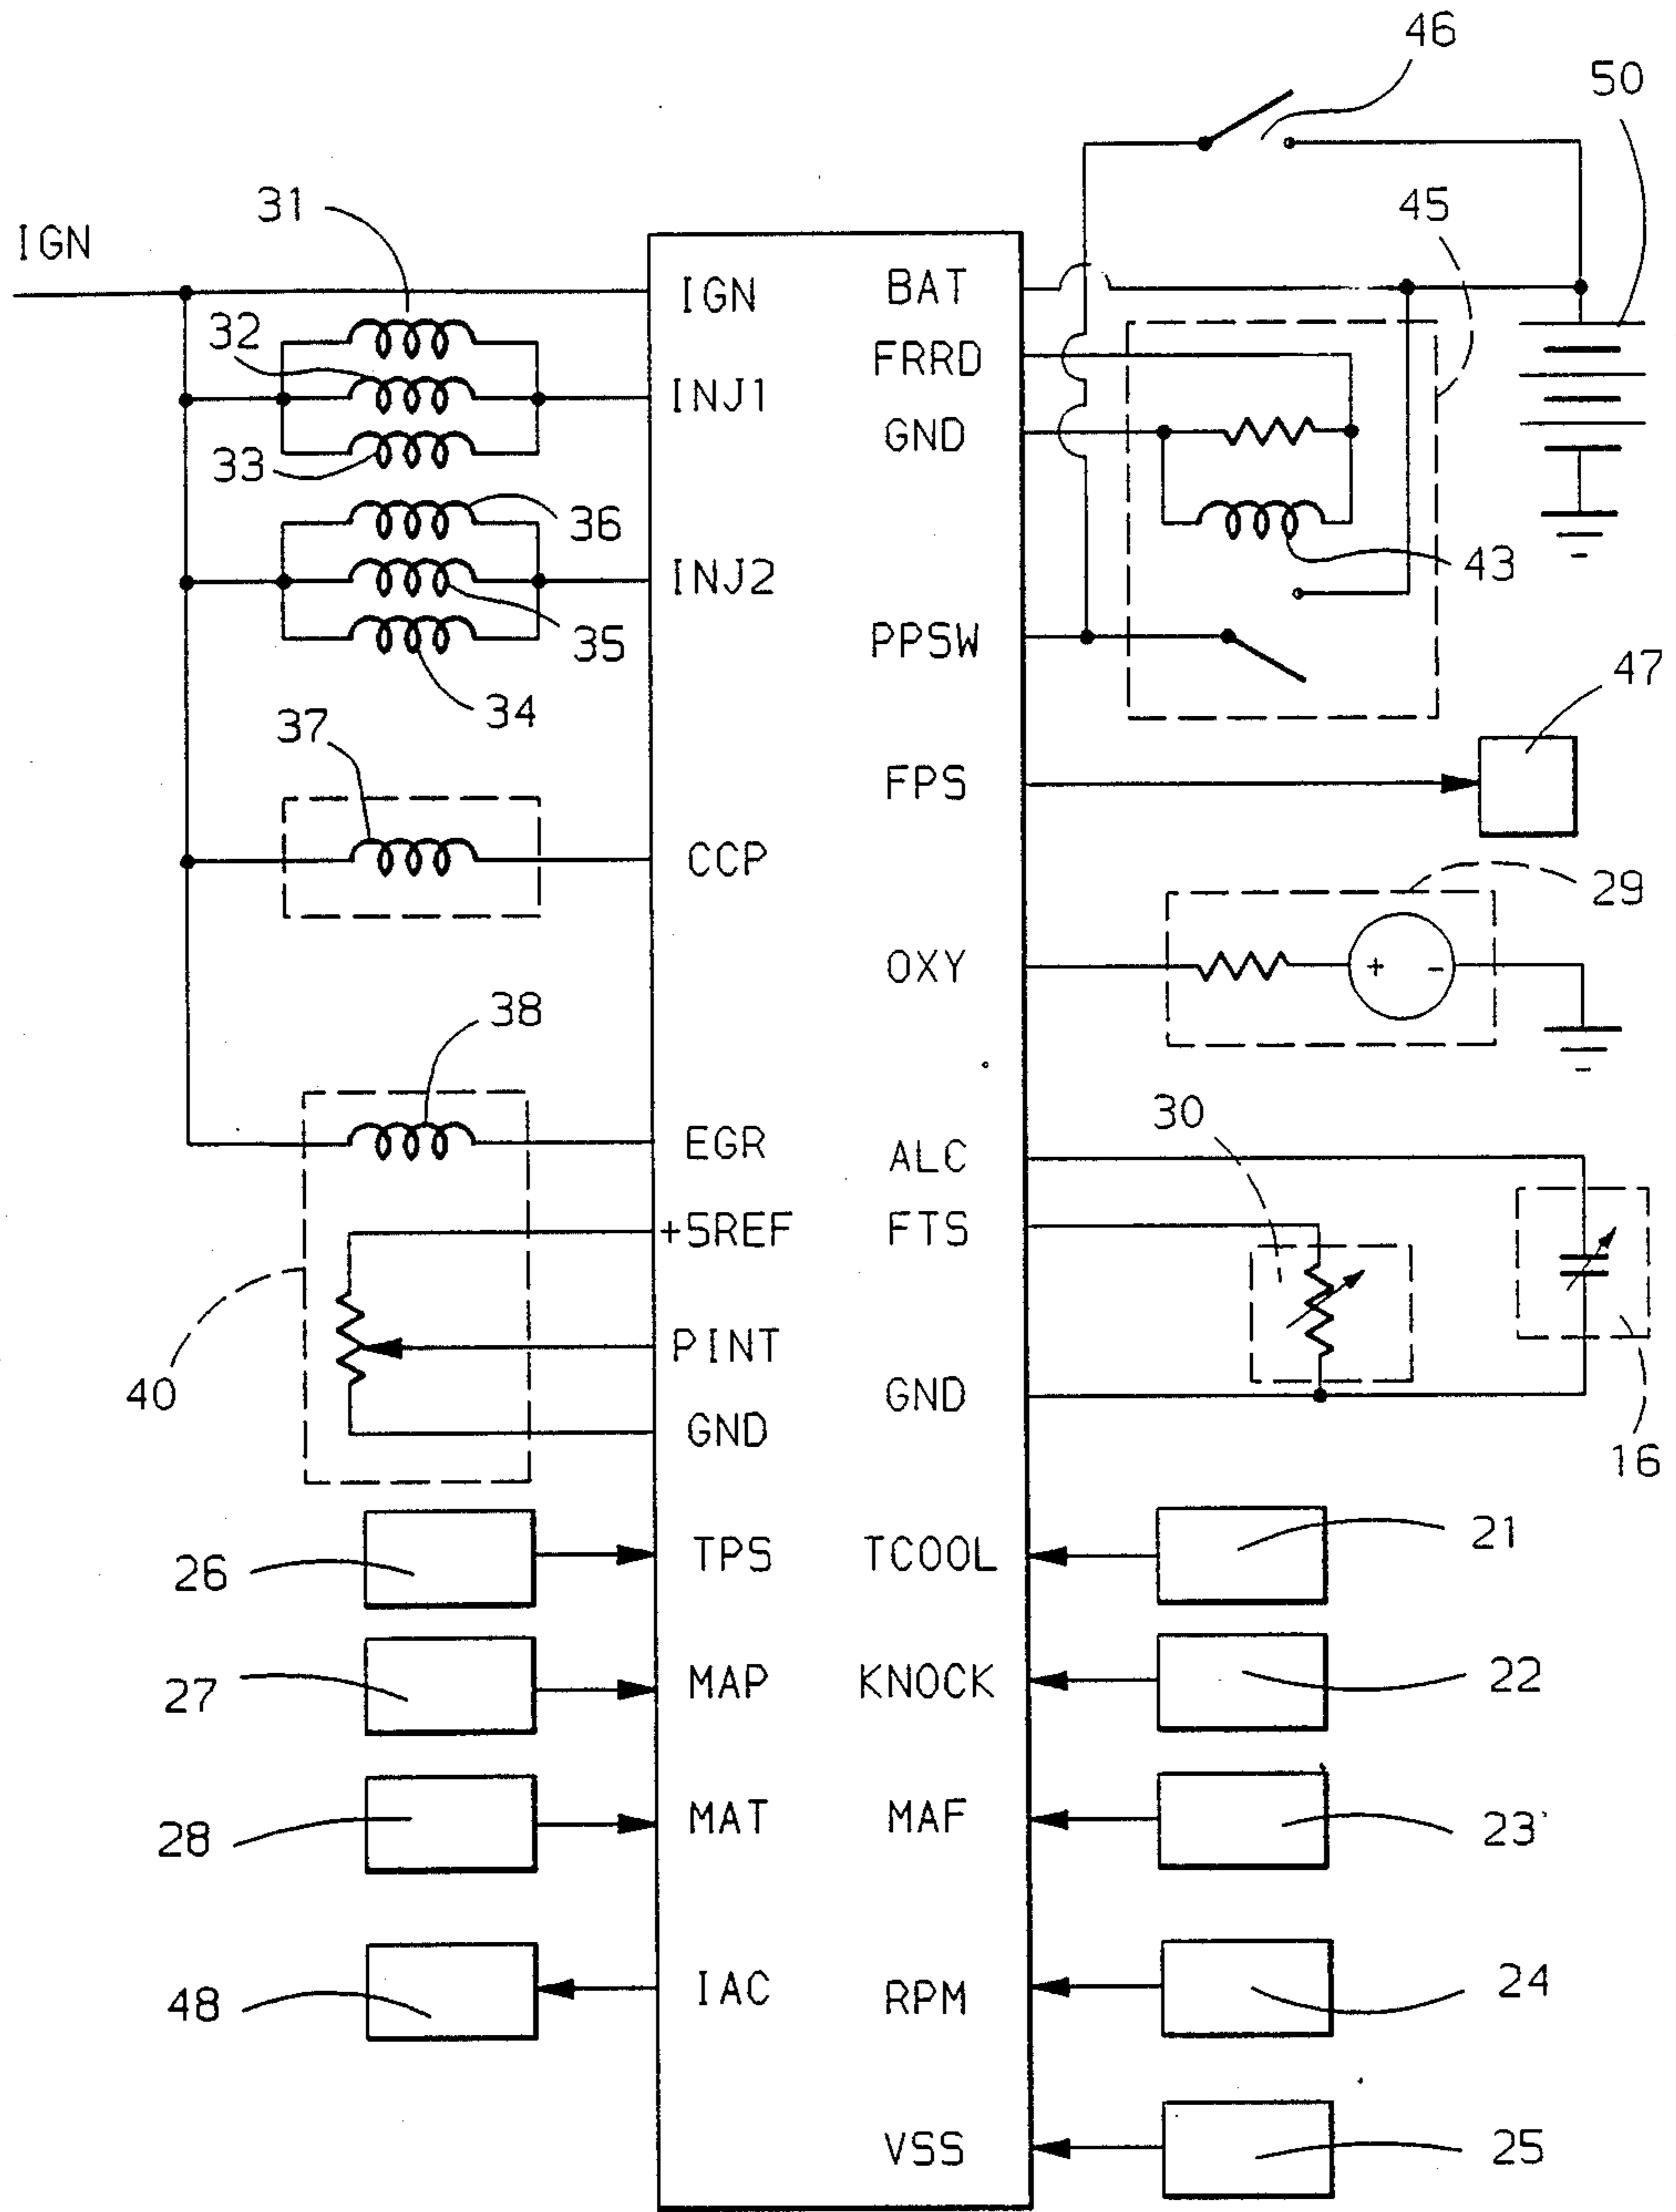 46
50
31
45
IGN
IGN
BAT
32
FRRD
INJ1
GND
33
36
43
INJ2
35
PPSW
47
34
37
FPS
CCP
29
OXY
38
30
EGR
ALC
+5REF
FTS
PINT
40
GND
GND
16
26
TPS
TCOOL
21
27
MAP
KNOCK
22
28
MAT
MAF
23
48
IAC
RPM
24
VSS
25
+
-